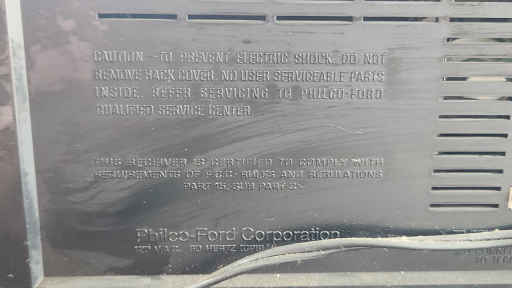 CAUTION - TO PREVENT ELECTRIC SHOCK, DO NOT
REMOVE BACK COVER. NO USER SERVICEABLE PARTS
INSIDE. REFER SERVICING TO PHILCO-FORD
QUALIFIED SERVICE CENTER
THIS RECEIVER IS CERTIFIED TO COMPLY WITH
REQUIREMENTS OF F.C.C. RULES AND REGULATIONS
PART 15, SUB PART C
Philco-Ford Corporation
60 HERTZ